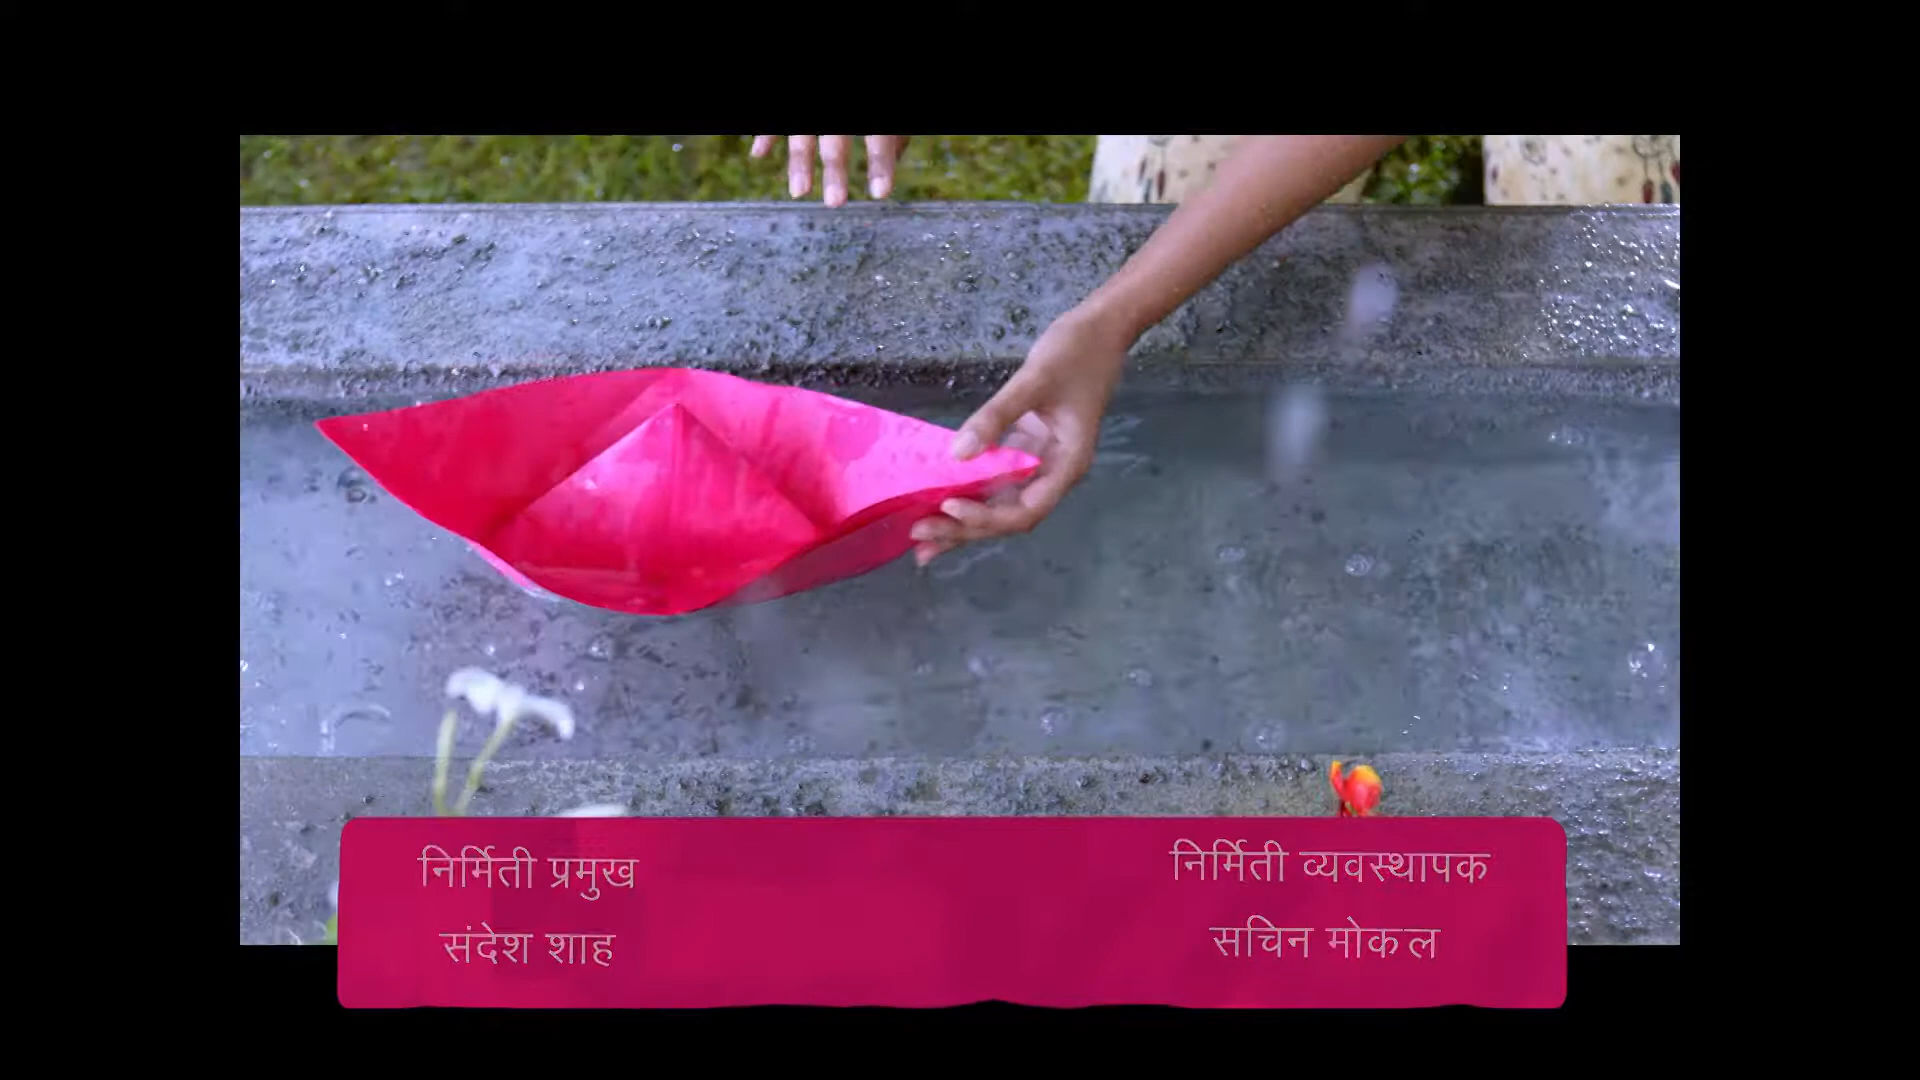 निर्मिती प्रमुख
संदेश शाह
निर्मिती व्यवस्थापक
सचिन मोकल